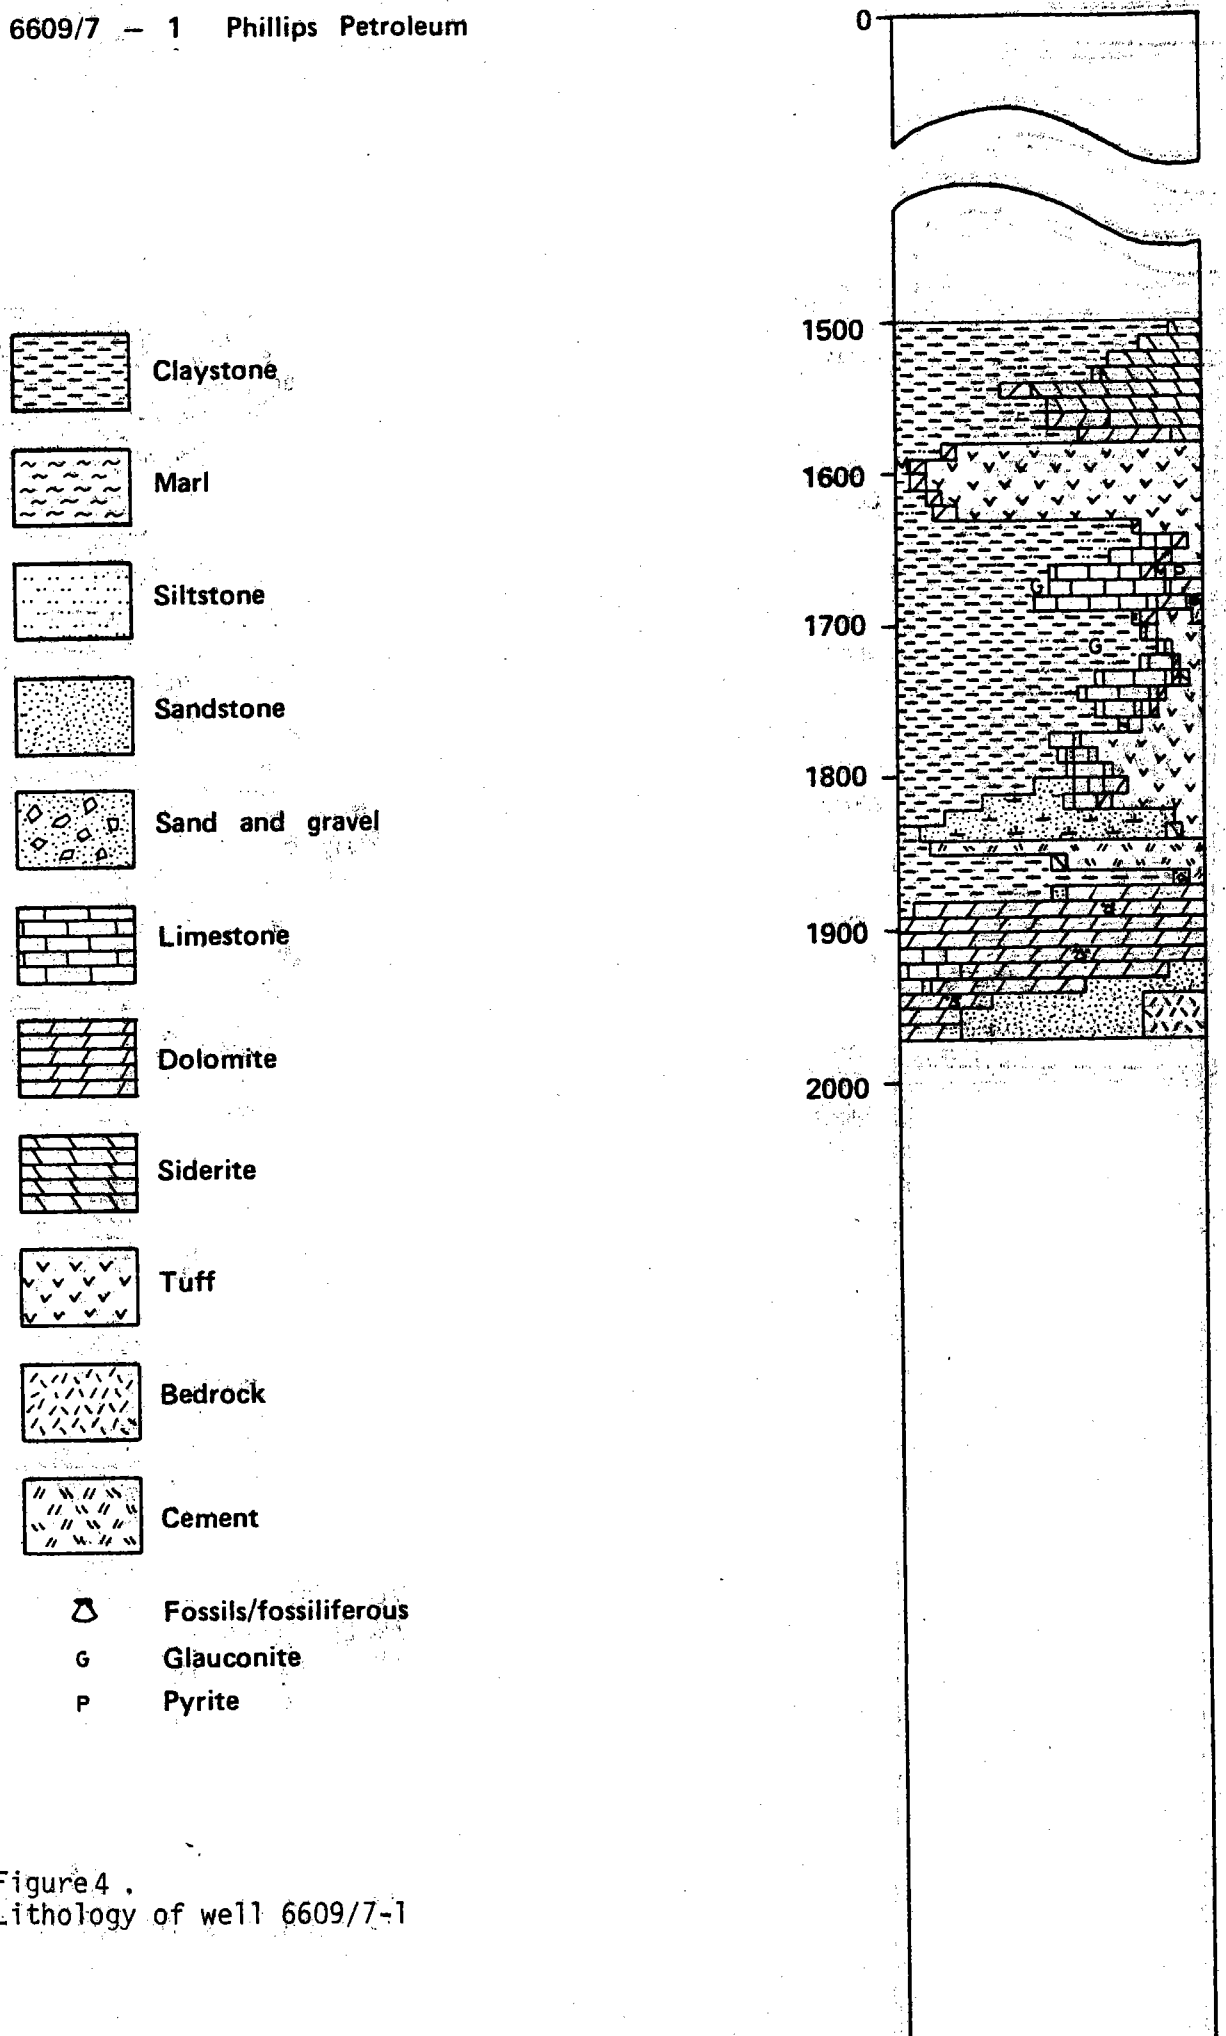 6609/7 - 1 Phillips Petroleum
0
1500
1600
1700
1800
1900
2000
Claystone
Marl
Siltstone
Sandstone
Sand and gravel
Limestone
Dolomite
Siderite
Tuff
Bedrock
Cement
Fossils/fossiliferous
G Glauconite
P Pyrite
P
G
G
Figure 4 .
Lithology of well 6609/7-1